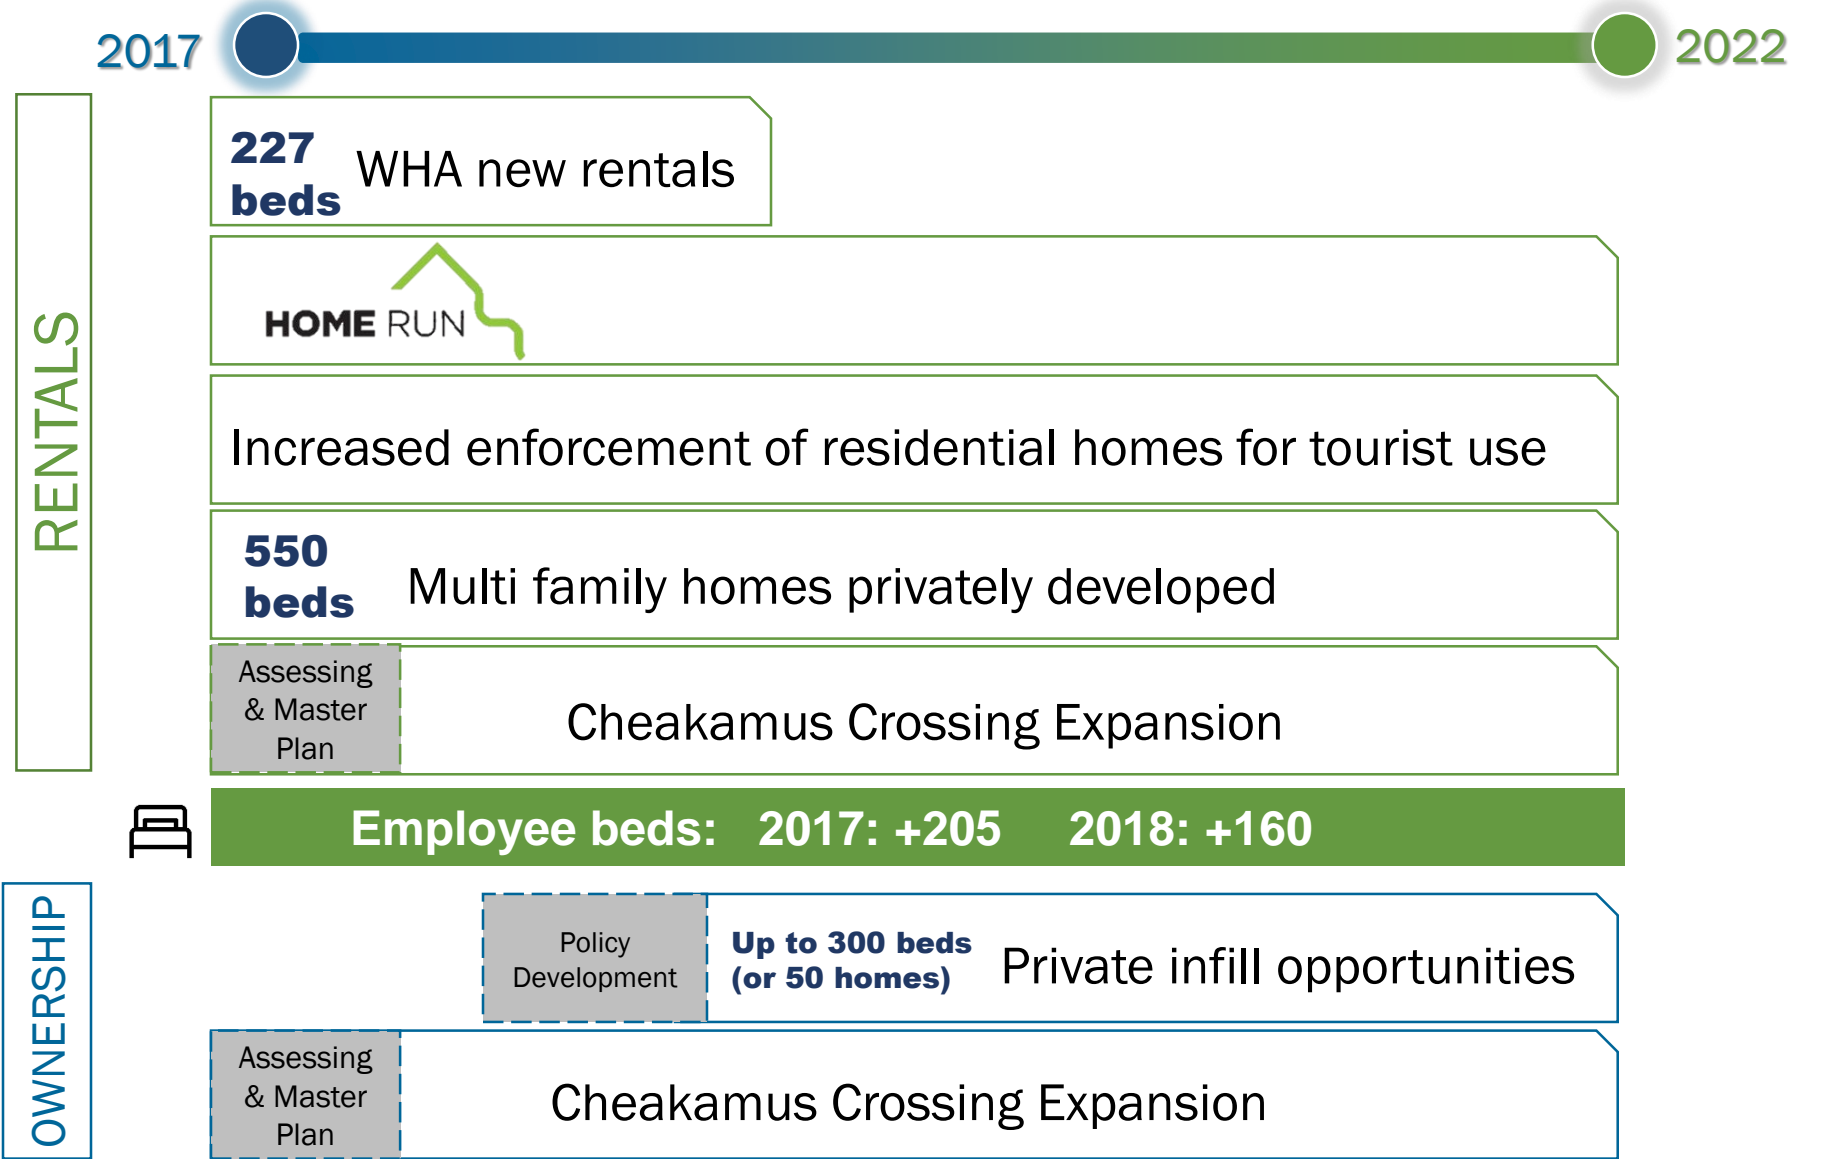 2017
2022
RENTALS
227
beds
WHA new rentals
HOME RUN
Increased enforcement of residential homes for tourist use
550
beds
Multi family homes privately developed
Assessing
& Master
Plan
Cheakamus Crossing Expansion
Employee beds: 2017: +205 2018: +160
OWNERSHIP
Policy
Development
Up to 300 beds
(or 50 homes)
Private infill opportunities
Assessing
& Master
Plan
Cheakamus Crossing Expansion